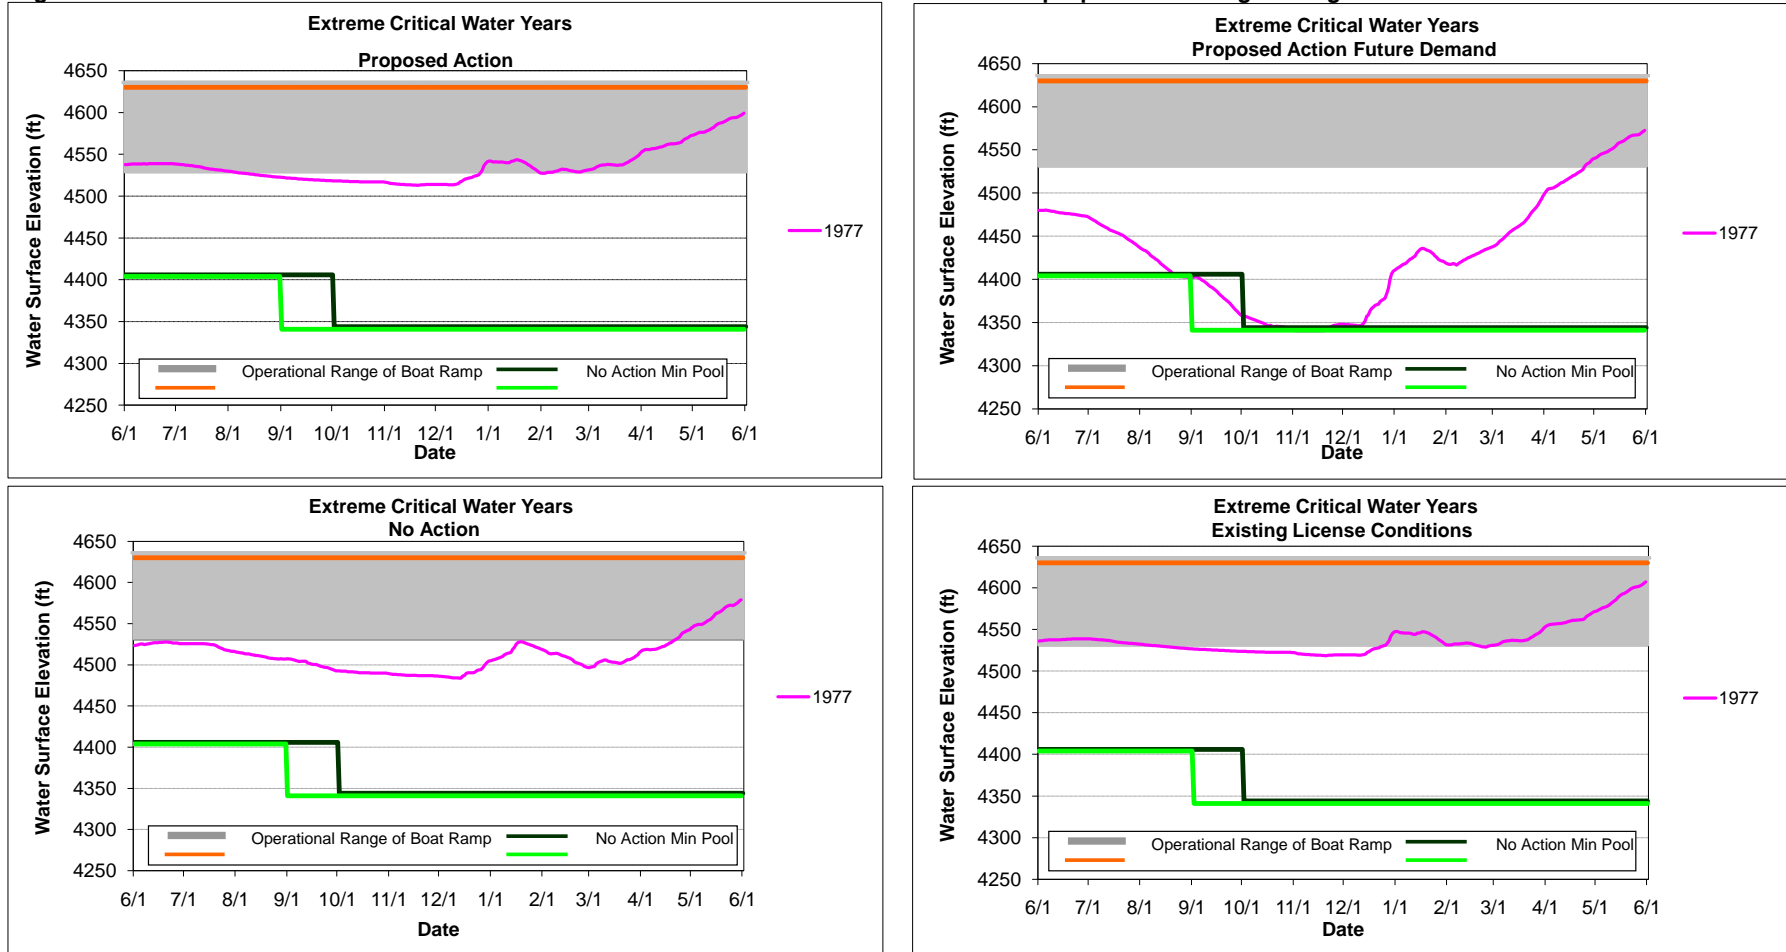 Extreme Critical Water Years
Proposed Action
Water Surface Elevation (ft)
4650
4600
4550
4500
4450
4400
4350
4300
4250
1977
Operational Range of Boat Ramp
No Action Min Pool
6/1 7/1 8/1 9/1 10/1 11/1 12/1 1/1 2/1 3/1 4/1 5/1 6/1
Date
Extreme Critical Water Years
Proposed Action Future Demand
Water Surface Elevation (ft)
4650
4600
4550
4500
4450
4400
4350
4300
4250
1977
Operational Range of Boat Ramp
No Action Min Pool
6/1 7/1 8/1 9/1 10/1 11/1 12/1 1/1 2/1 3/1 4/1 5/1 6/1
Date
Extreme Critical Water Years
No Action
Water Surface Elevation (ft)
4650
4600
4550
4500
4450
4400
4350
4300
4250
1977
Operational Range of Boat Ramp
No Action Min Pool
6/1 7/1 8/1 9/1 10/1 11/1 12/1 1/1 2/1 3/1 4/1 5/1 6/1
Date
Extreme Critical Water Years
Existing License Conditions
Water Surface Elevation (ft)
4650
4600
4550
4500
4450
4400
4350
4300
4250
1977
Operational Range of Boat Ramp
No Action Min Pool
6/1 7/1 8/1 9/1 10/1 11/1 12/1 1/1 2/1 3/1 4/1 5/1 6/1
Date